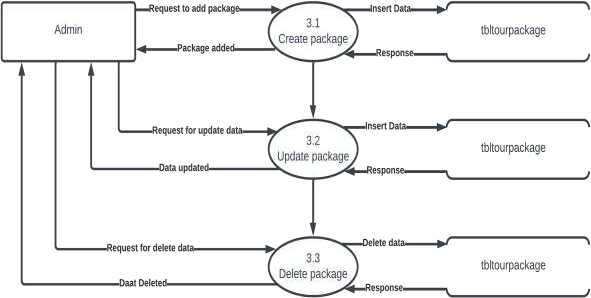 Admin
Request to add package
3.1
Create package
Insert Data
tbltourpackage
Package added
Response
Request for update data
3.2
Update package
Insert Data
tbltourpackage
Data updated
Response
Request for delete data
3.3
Delete package
Delete data
tbltourpackage
Daat Deleted
Response